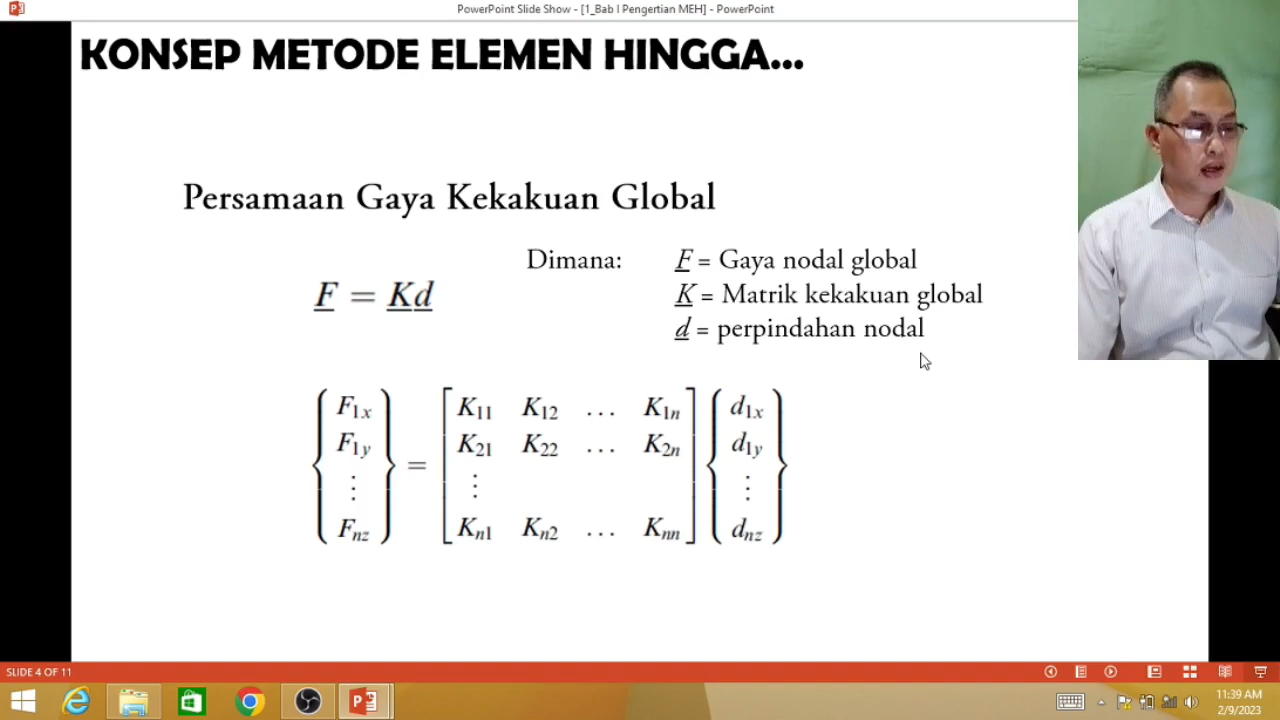 PowerPoint Slide Show - [1_Bab I Pengertian MEH] - PowerPoint
KONSEP METODE ELEMEN HINGGA...
Persamaan Gaya Kekakuan Global
Dimana:
F = Gaya nodal global
K = Matrik kekakuan global
d = perpindahan nodal
F = Kd
F1x K11 K12 ... K1n d1x
F1y = K21 K22 ... K2n d1y
⋮ ⋮ ⋮
Fnz Kn1 Kn2 ... Knn dnz
SLIDE 4 OF 11
11:39 AM
2/9/2023